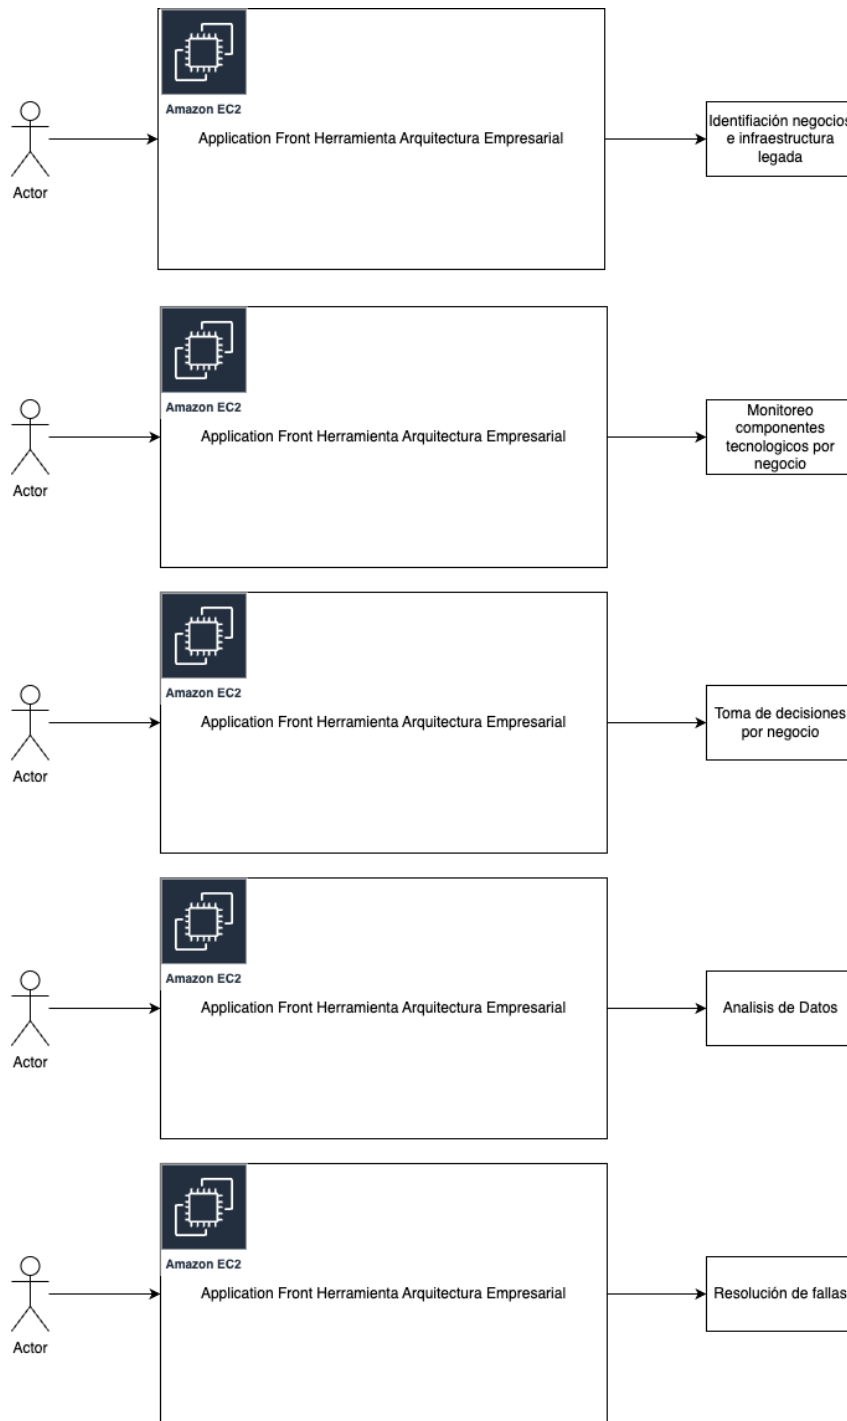 Amazon EC2
Application Front Herramienta Arquitectura Empresarial
Identifiación negocios
e infraestructura
legada
Actor
Amazon EC2
Application Front Herramienta Arquitectura Empresarial
Monitoreo
componentes
tecnologicos por
negocio
Actor
Amazon EC2
Application Front Herramienta Arquitectura Empresarial
Toma de decisiones
por negocio
Actor
Amazon EC2
Application Front Herramienta Arquitectura Empresarial
Analisis de Datos
Actor
Amazon EC2
Application Front Herramienta Arquitectura Empresarial
Resolución de fallas
Actor